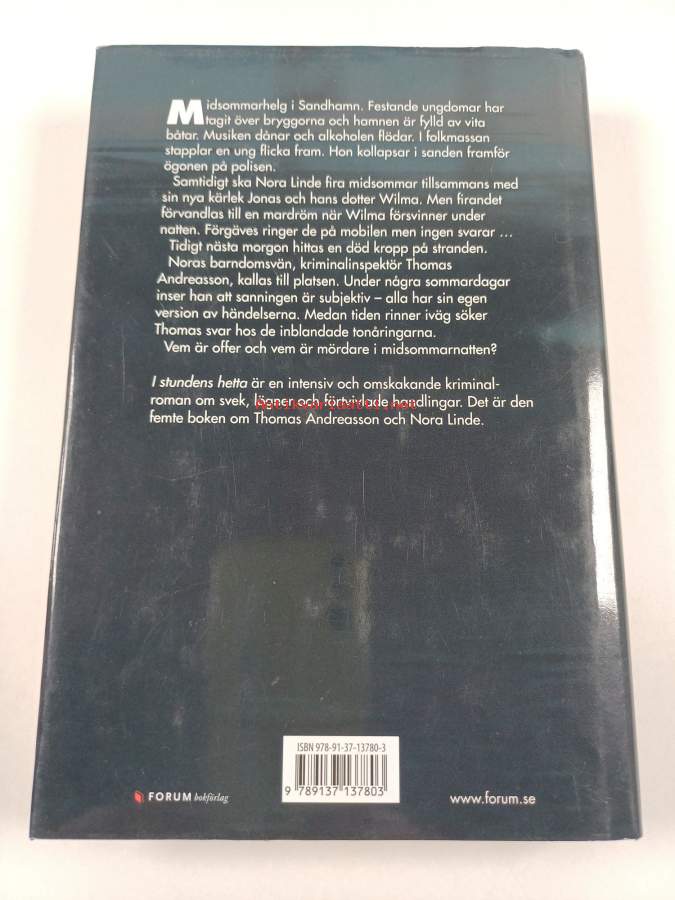 Midsommarhelg i Sandhamn. Festande ungdomar har
tagit över bryggorna och hamnen är fylld av vita
båtar. Musiken dånar och alkoholen flödar. I folkmassan
stapplar en ung flicka fram. Hon kollapsar i sanden framför
ögonen på polisen.
Samtidigt ska Nora Linde fira midsommar tillsammans med
sin nya kärlek Jonas och hans dotter Wilma. Men firandet
förvandlas till en mardröm när Wilma försvinner under
natten. Förgäves ringer de på mobilen men ingen svarar ...
Tidigt nästa morgon hittas en död kropp på stranden.
Noras barndomsvän, kriminalinspektör Thomas
Andreasson, kallas till platsen. Under några sommardagar
inser han att sanningen är subjektiv – alla har sin egen
version av händelserna. Medan tiden rinner iväg söker
Thomas svar hos de inblandade tonåringarna.
Vem är offer och vem är mördare i midsommarnatten?
I stundens hetta är en intensiv och omskakande kriminal-
roman om svek, lögner och förtvivlade handlingar. Det är den
femte boken om Thomas Andreasson och Nora Linde.
ISBN 978-91-37-13780-3
9 789137 137803
FORUM bokförlag
www.forum.se